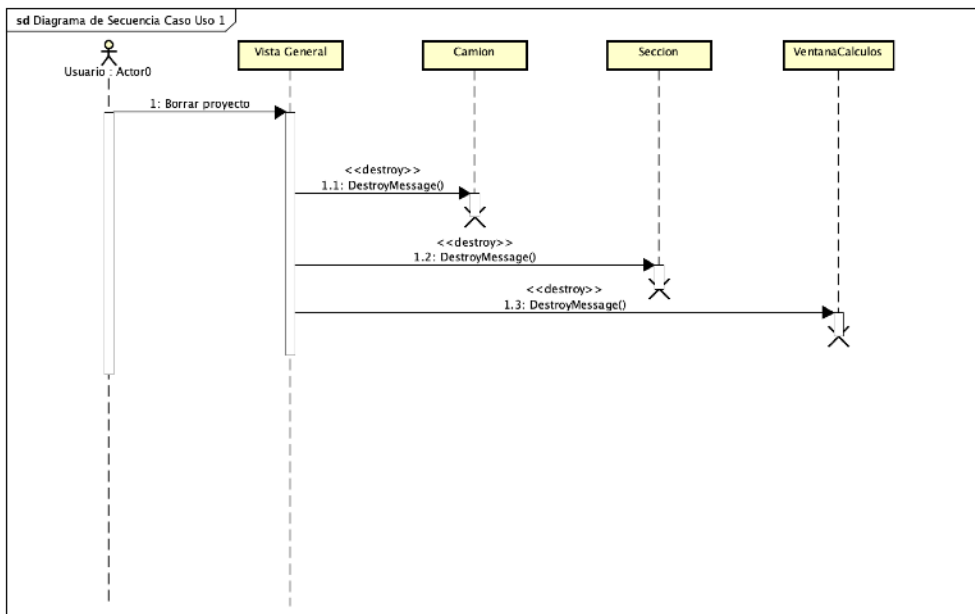 sd Diagrama de Secuencia Caso Uso 1
Usuario : Actor0
Vista General
Camion
Seccion
VentanaCalculos
1: Borrar proyecto
<<destroy>>
1.1: DestroyMessage()
<<destroy>>
1.2: DestroyMessage()
<<destroy>>
1.3: DestroyMessage()